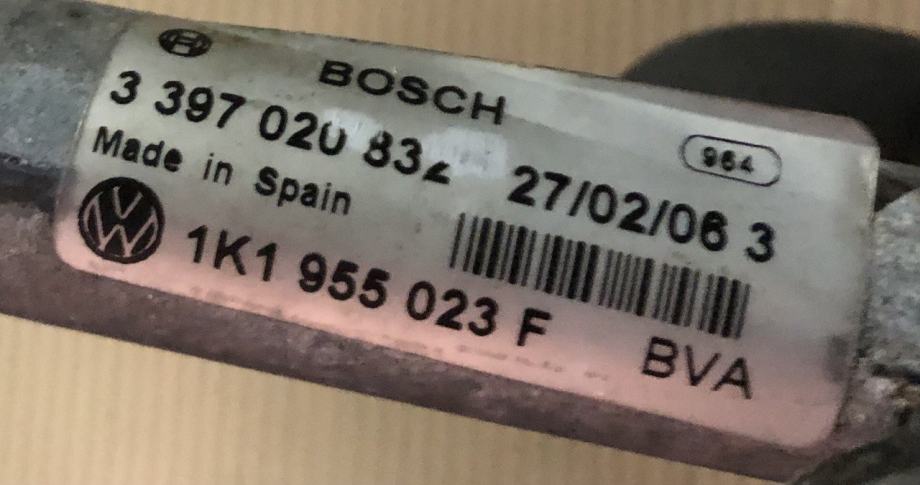 BOSCH
3 397 020 832
964
27/02/06 3
Made in Spain
1K1 955 023 F
BVA